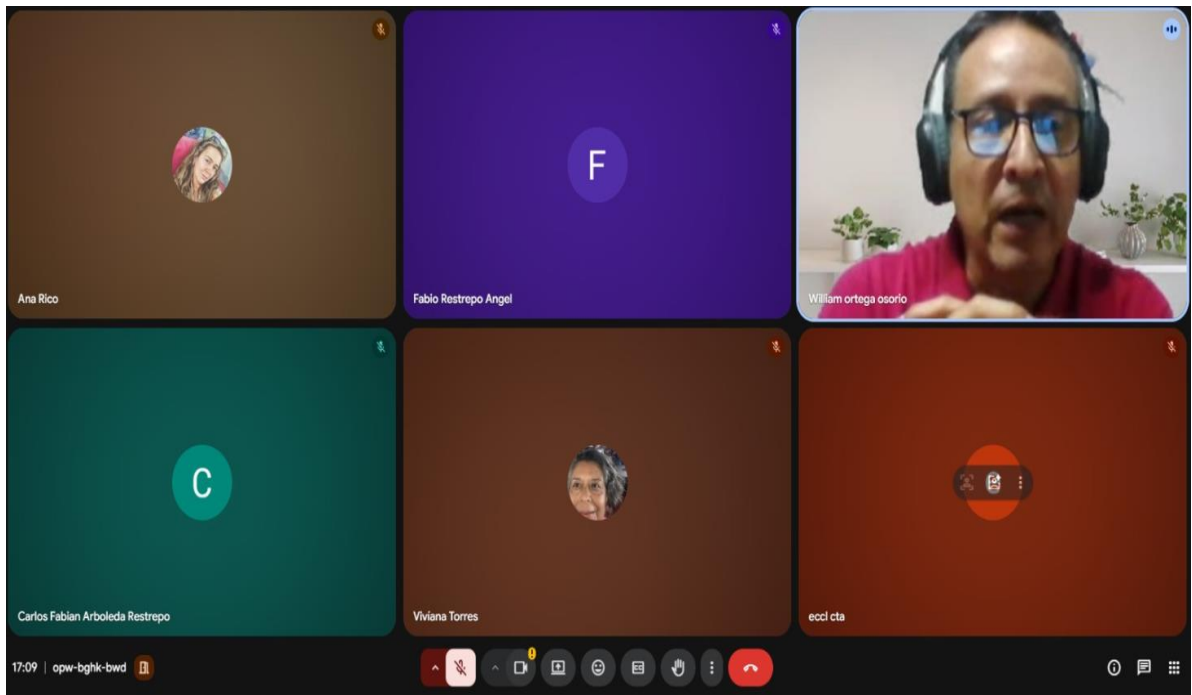 Ana Rico
F
Fabio Restrepo Angel
William ortega osorio
C
Carlos Fabian Arboleda Restrepo
Viviana Torres
eccl cta
17:09 | opw-bghk-bwd